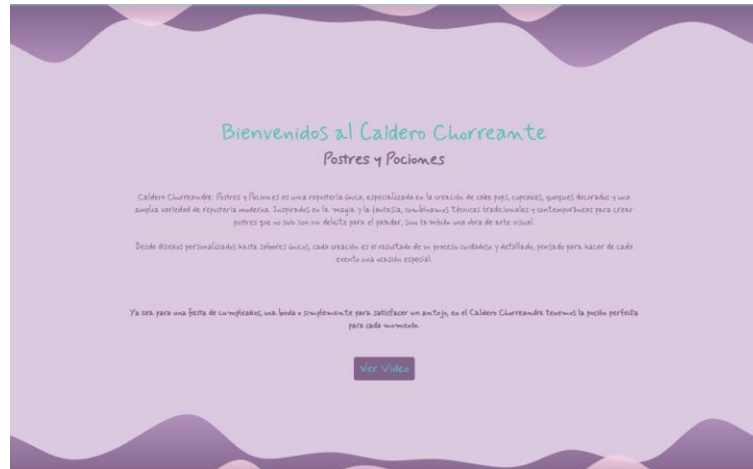 Bienvenidos al Caldero Chorreante
Postres y Pociones
Caldero Chorreandre: Postres y Pociones es una repostería única, especializada en la creación de cake pops, cupcakes, queques decorados y una
amplia variedad de repostería moderna. Inspirados en la magia y la fantasía, combinamos técnicas tradicionales y contemporáneas para crear
postres que no solo son un deleite para el paladar, sino también una obra de arte visual.
Desde diseños personalizados hasta sabores únicos, cada creación es el resultado de un proceso cuidadoso y detallado, pensado para hacer de cada
evento una ocasión especial.
Ya sea para una fiesta de cumpleaños, una boda o simplemente para satisfacer un antojo, en el Caldero Chorreandre tenemos la poción perfecta
para cada momento.
Ver Video